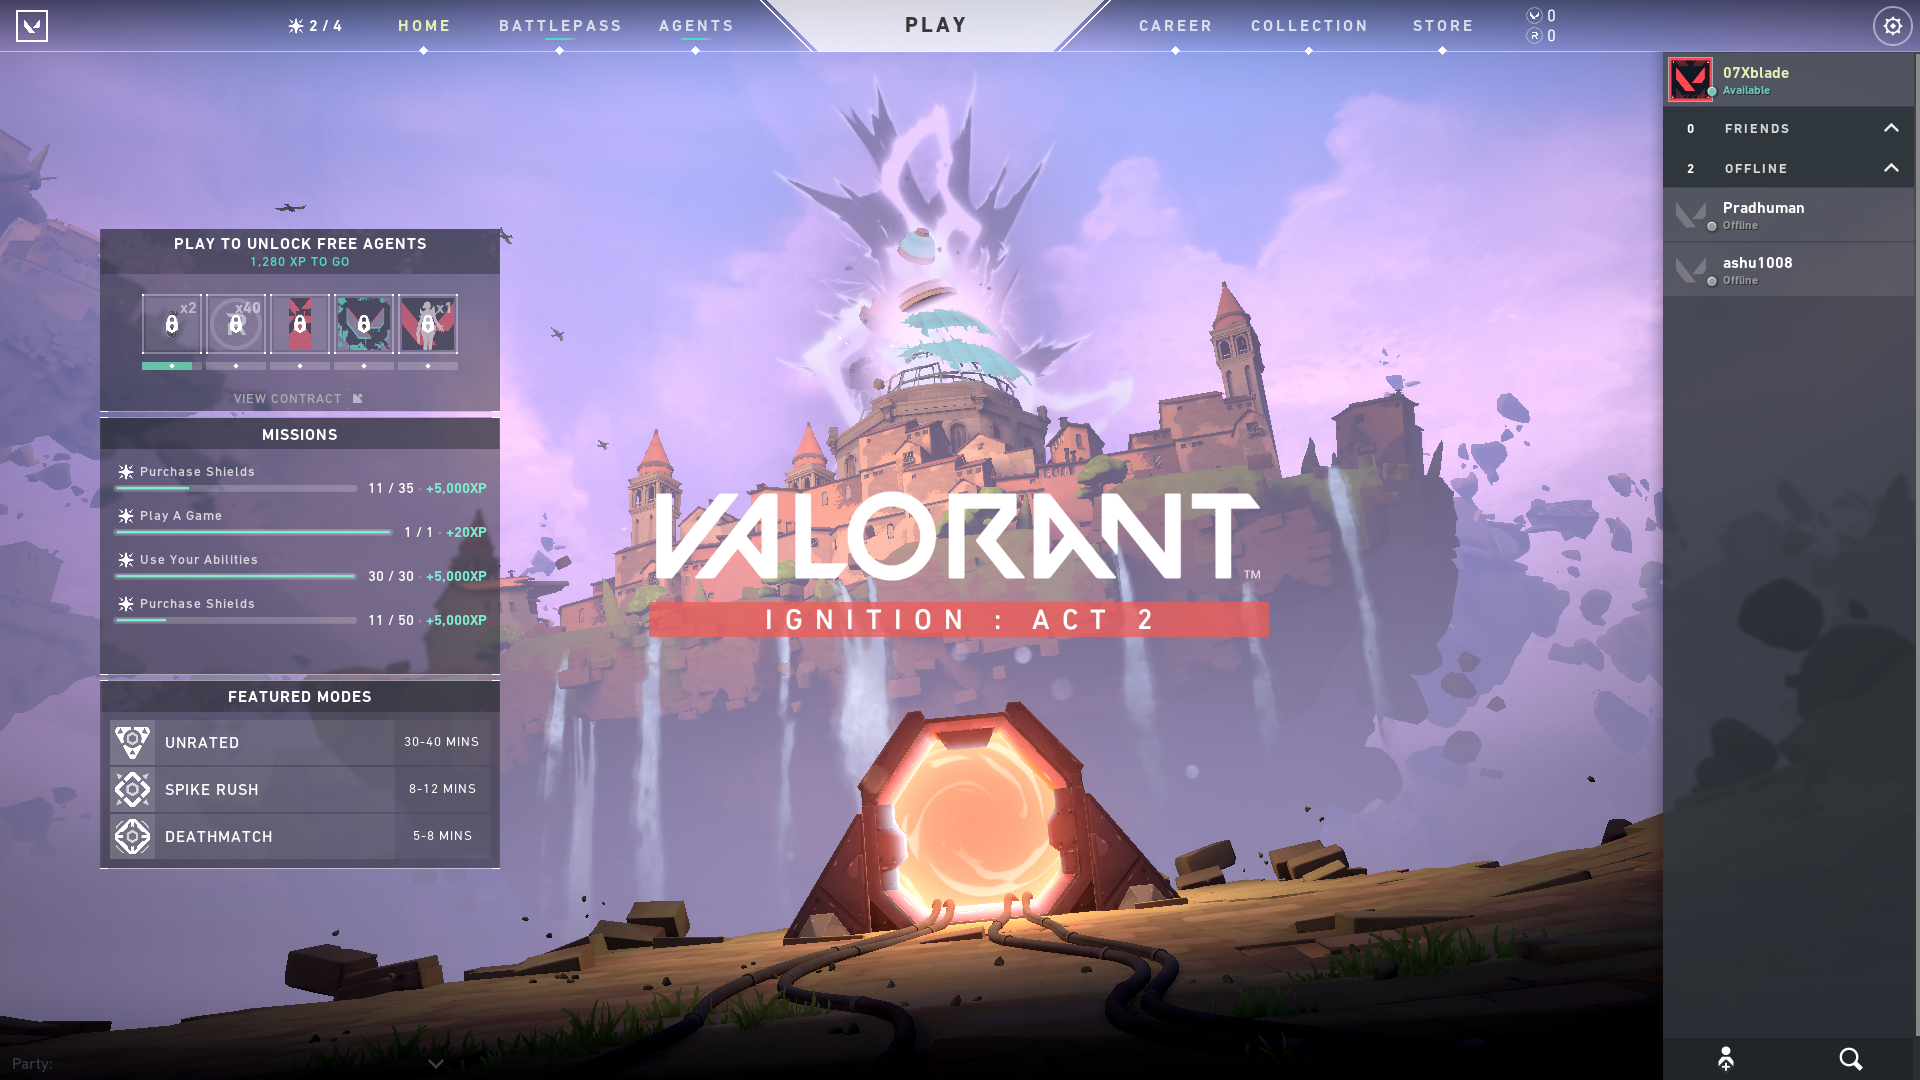 2 / 4
HOME
BATTLEPASS
AGENTS
PLAY
CAREER
COLLECTION
STORE
0
R 0
07Xblade
Available
0 FRIENDS
2 OFFLINE
Pradhuman
Offline
ashu1008
Offline
PLAY TO UNLOCK FREE AGENTS
1,280 XP TO GO
x2 x40 x1
VIEW CONTRACT
MISSIONS
Purchase Shields
11 / 35 · +5,000XP
Play A Game
1 / 1 · +20XP
Use Your Abilities
30 / 30 · +5,000XP
Purchase Shields
11 / 50 · +5,000XP
FEATURED MODES
UNRATED 30-40 MINS
SPIKE RUSH 8-12 MINS
DEATHMATCH 5-8 MINS
VALORANT TM
IGNITION : ACT 2
Party: